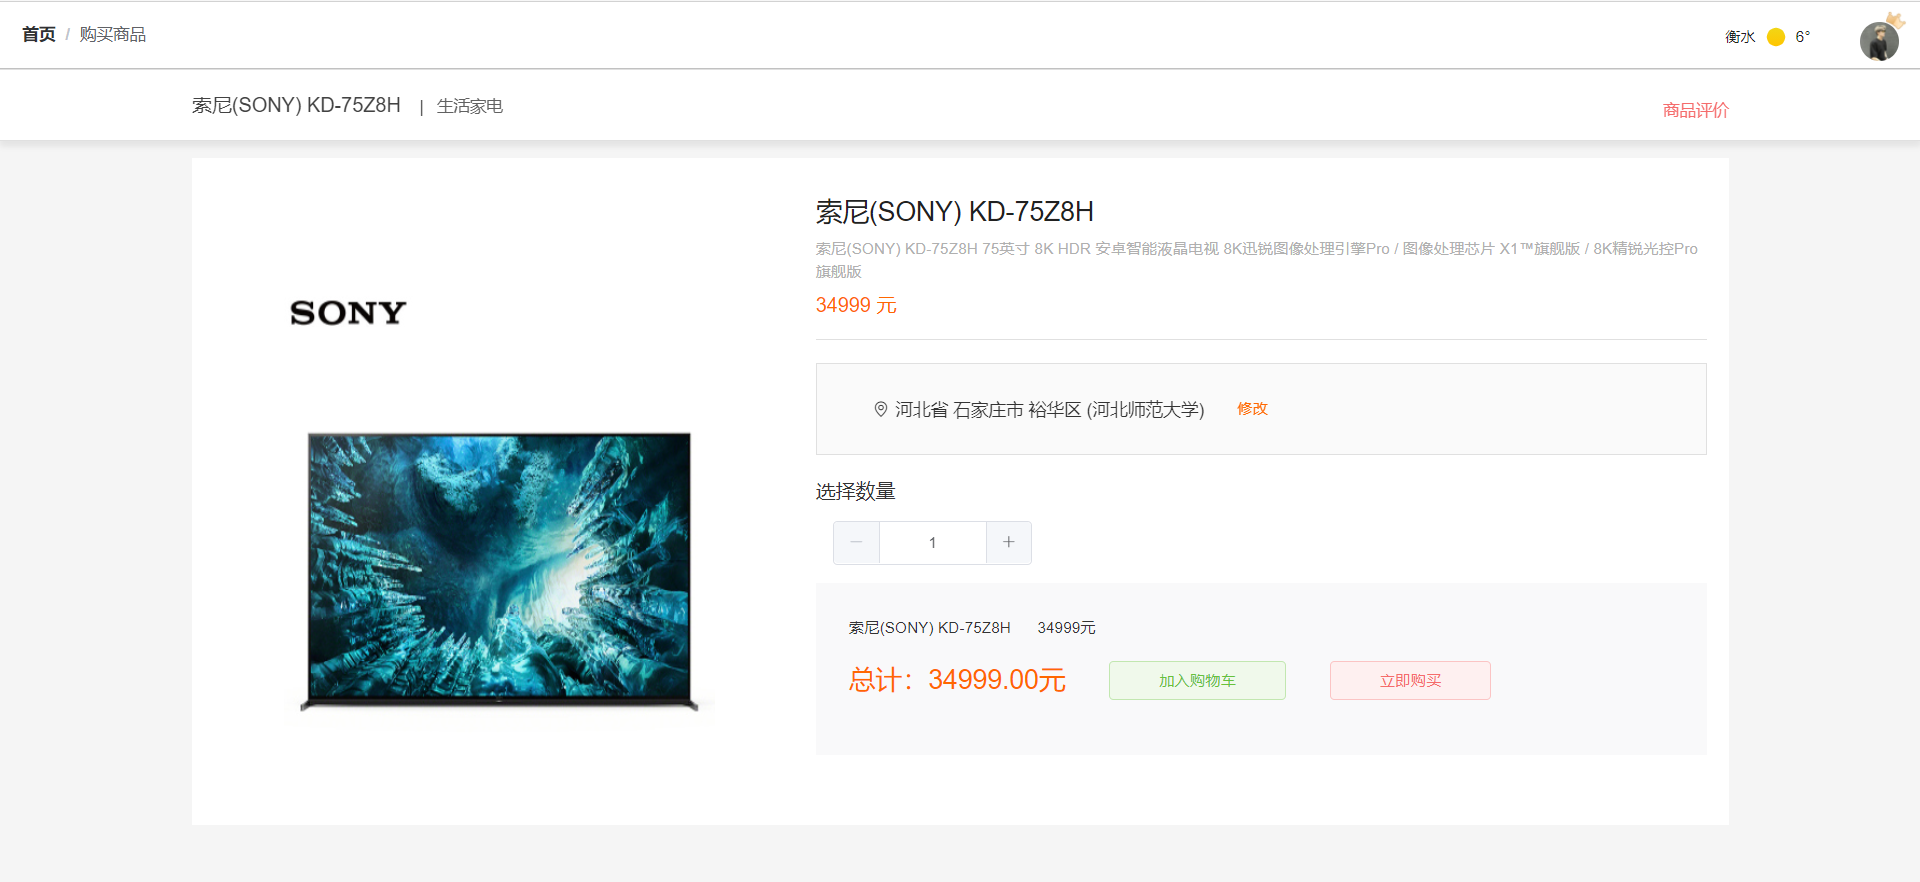 首页 / 购买商品
衡水 6°
索尼(SONY) KD-75Z8H | 生活家电
商品评价
SONY
索尼(SONY) KD-75Z8H
索尼(SONY) KD-75Z8H 75英寸 8K HDR 安卓智能液晶电视 8K迅锐图像处理引擎Pro / 图像处理芯片 X1™旗舰版 / 8K精锐光控Pro
旗舰版
34999 元
河北省 石家庄市 裕华区 (河北师范大学) 修改
选择数量
1
索尼(SONY) KD-75Z8H 34999元
总计：34999.00元 加入购物车 立即购买